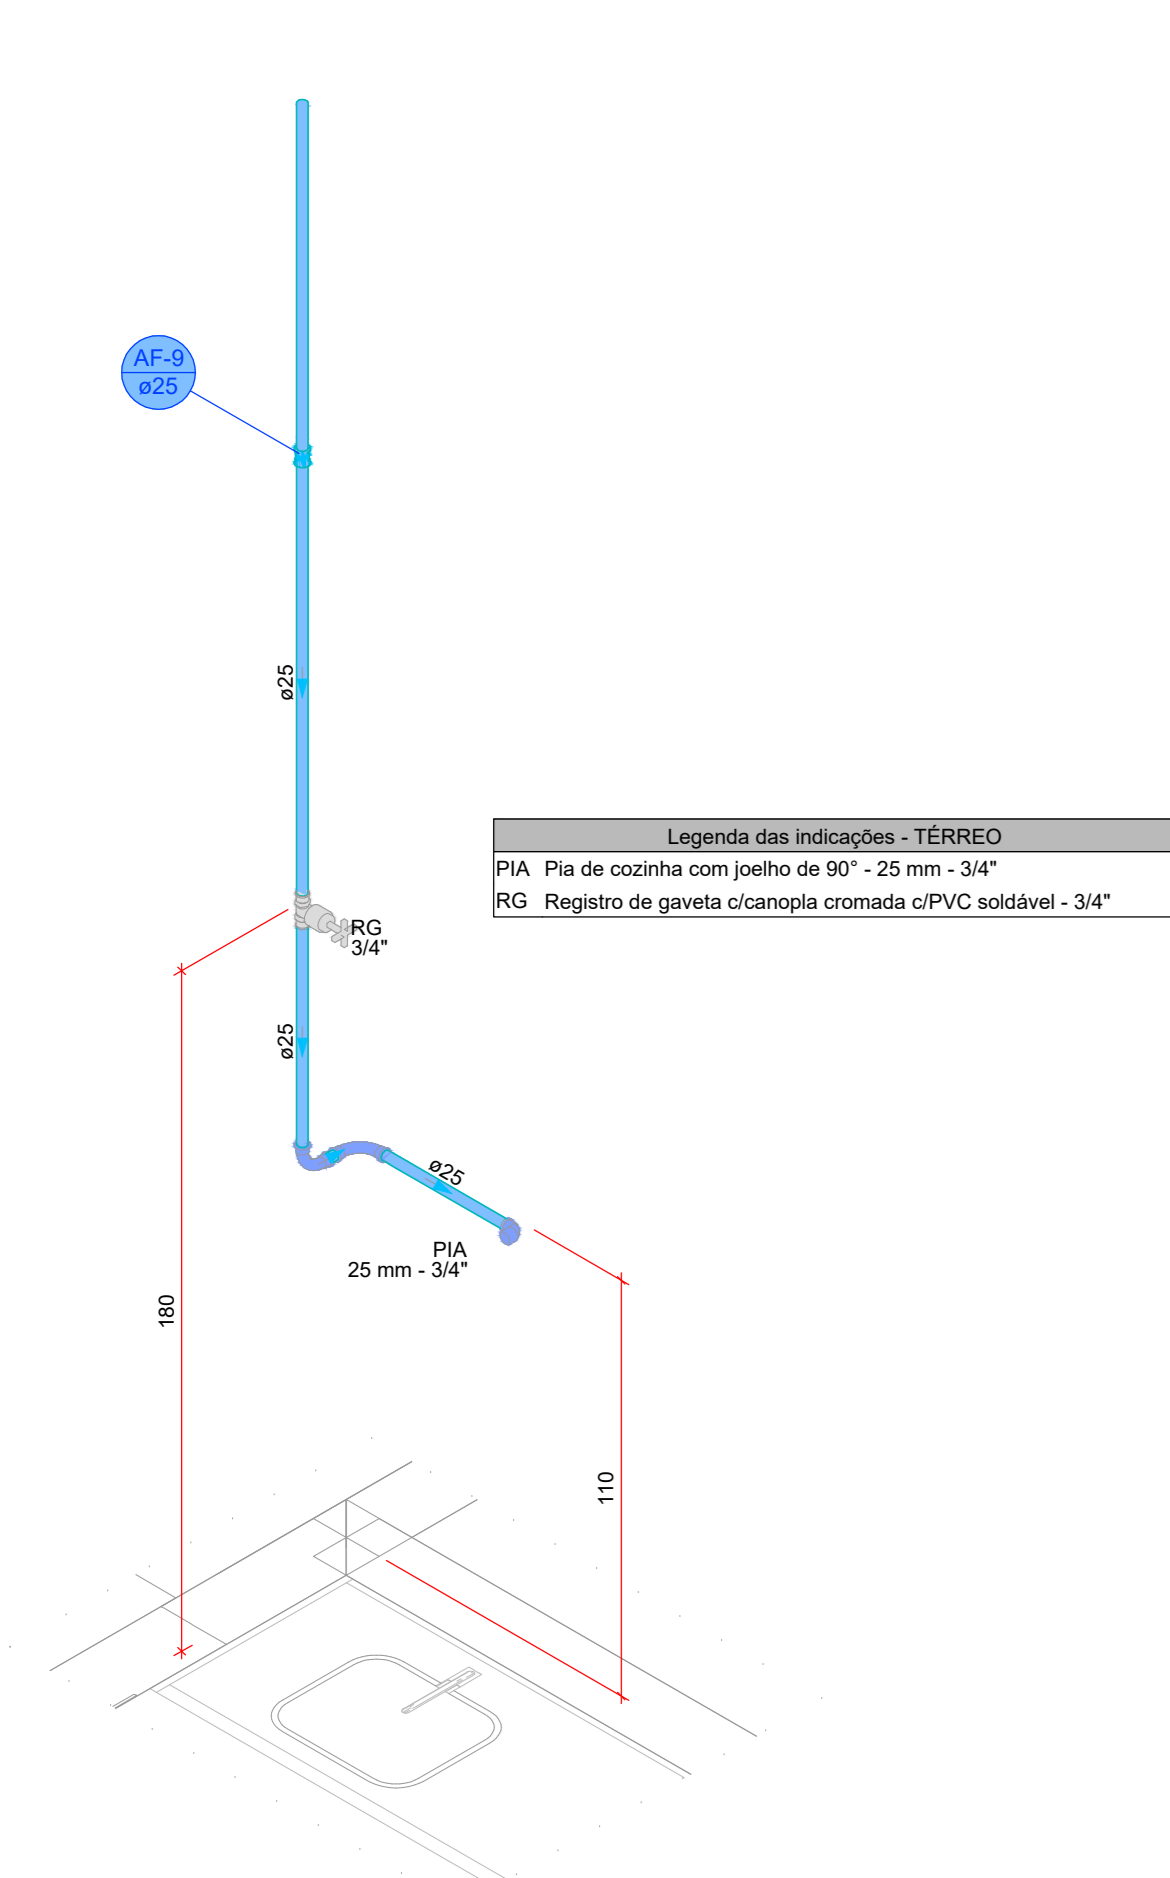 AF-9
ø25
ø25
Legenda das indicações - TÉRREO
PIA Pia de cozinha com joelho de 90° - 25 mm - 3/4"
RG Registro de gaveta c/canopla cromada c/PVC soldável - 3/4"
RG
3/4"
ø25
ø25
PIA
25 mm - 3/4"
180
110